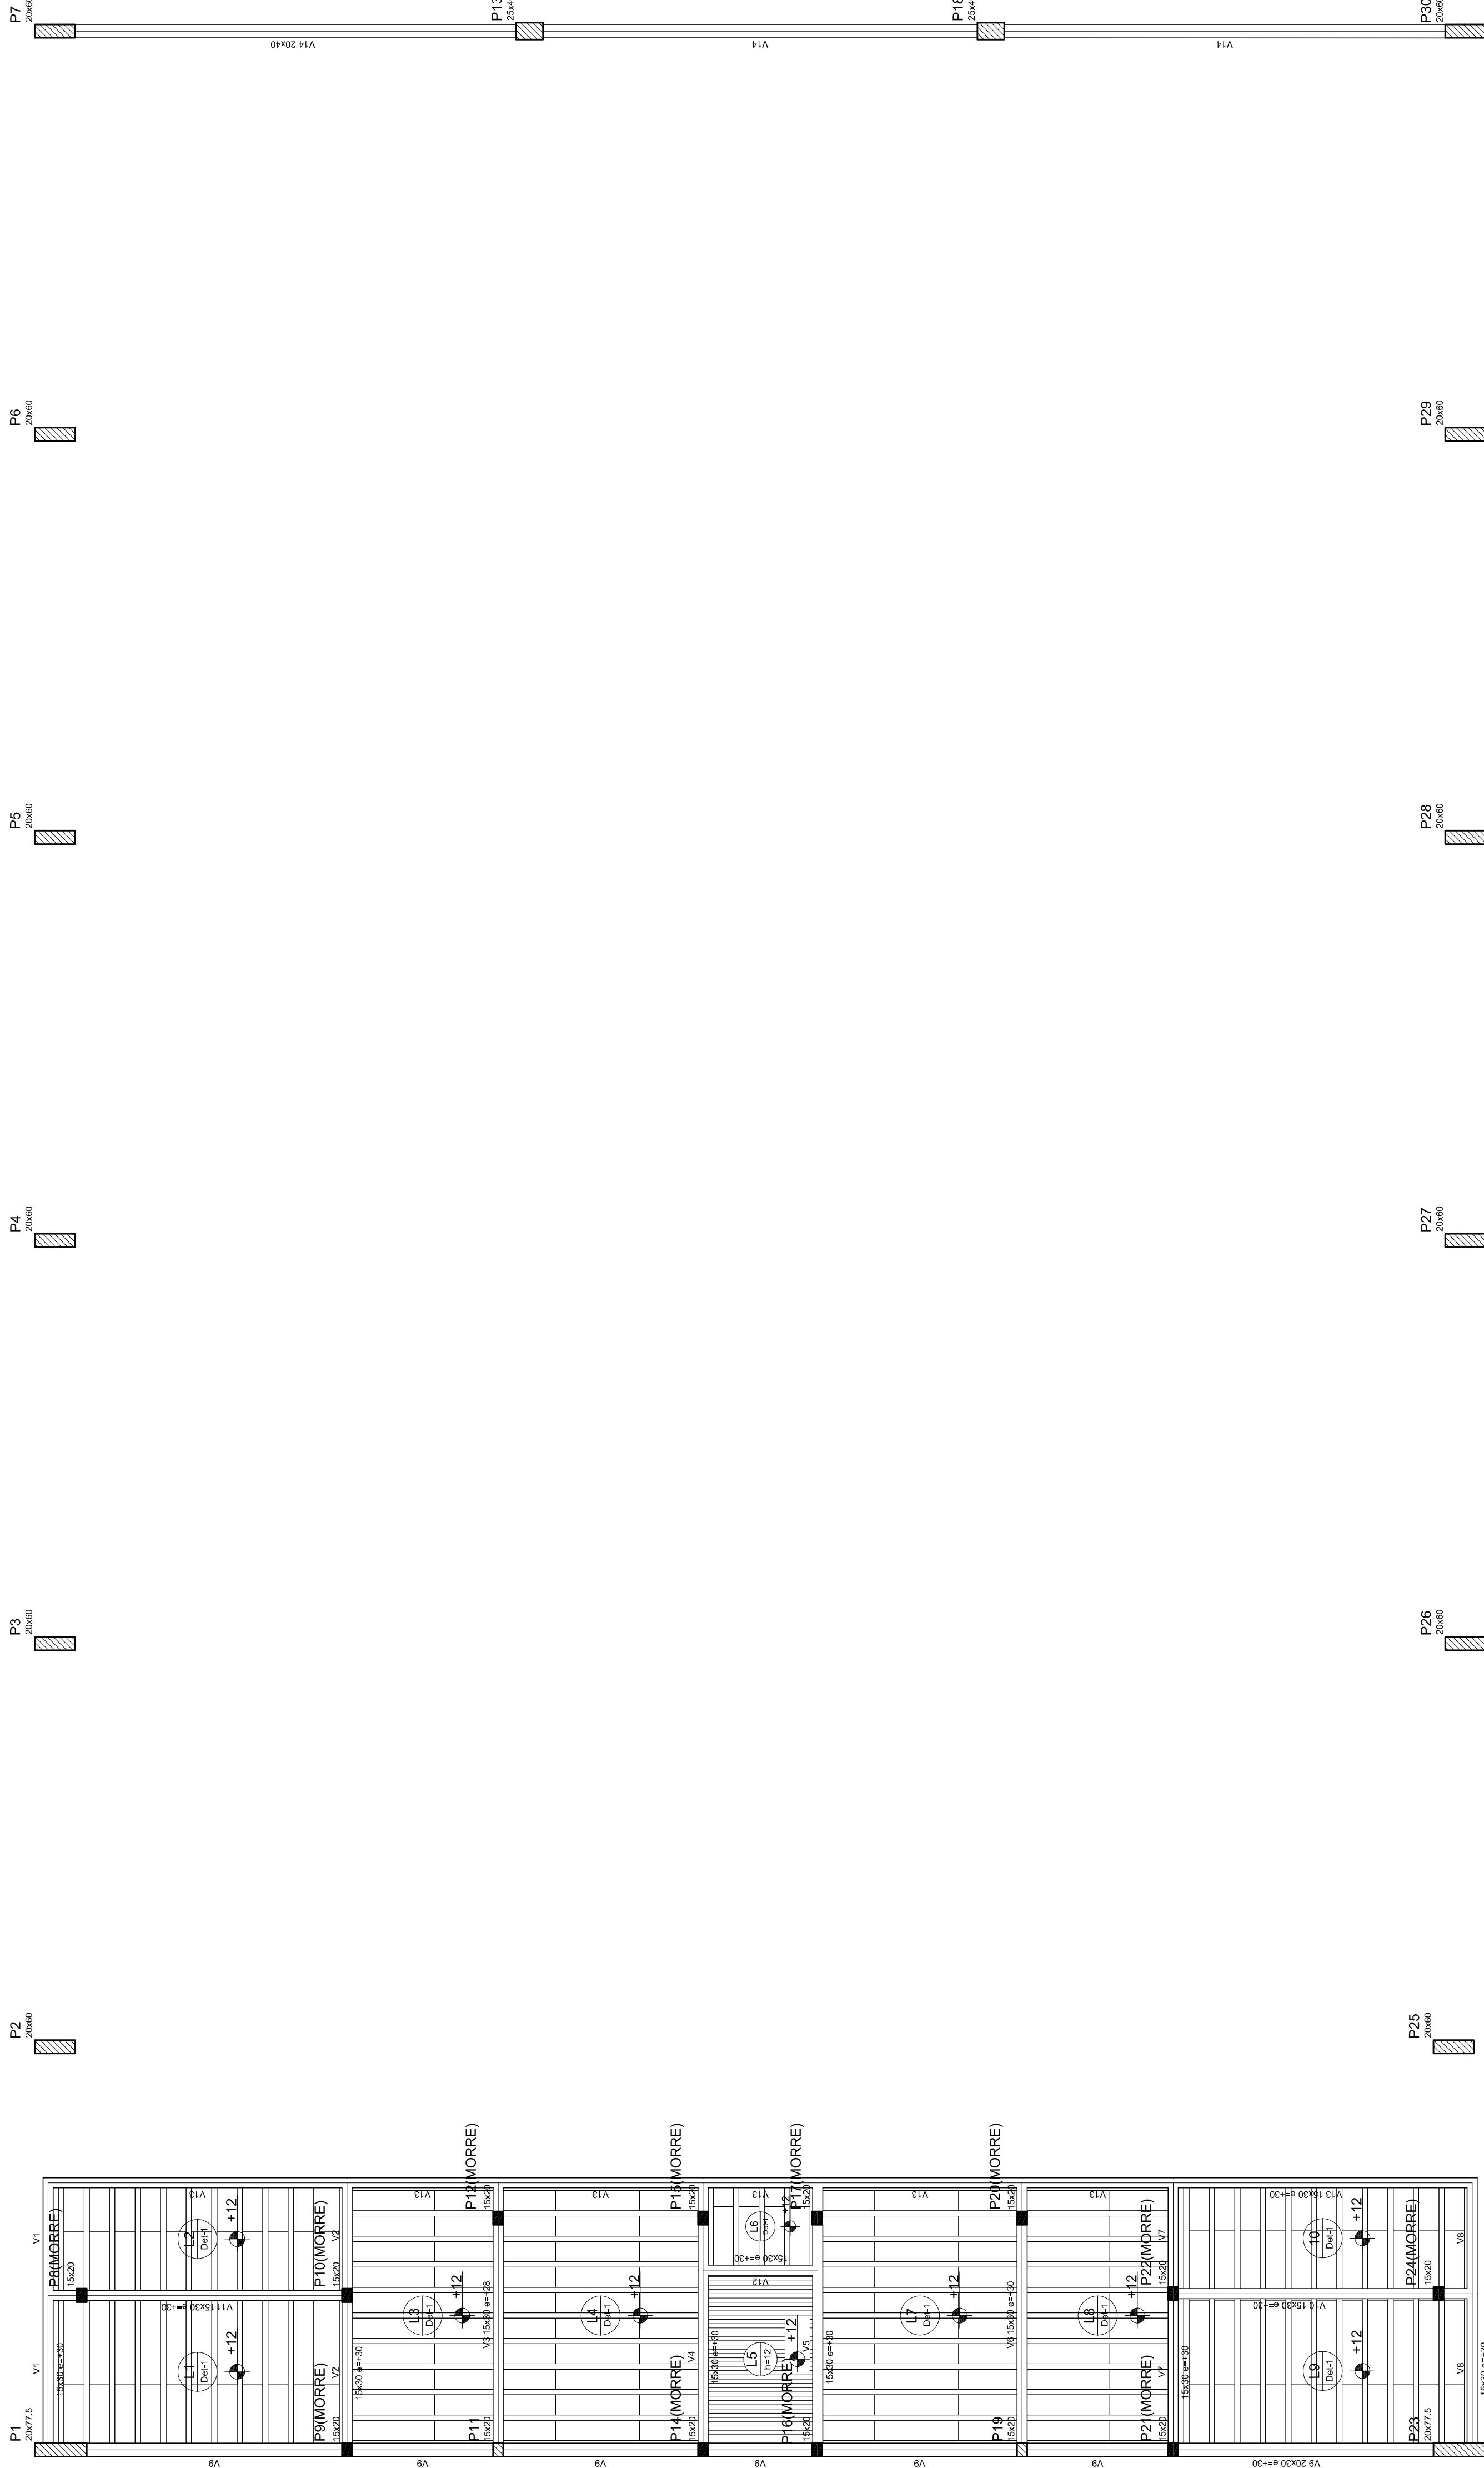 P7
20x60
P13
25x4
P18
25x4
P30
20x60
V14 20x40
V14
V14
P6
20x60
P29
20x60
P5
20x60
P28
20x60
P4
20x60
P27
20x60
P3
20x60
P26
20x60
P2
20x60
P25
20x60
V1
P8(MORRE)
15x20
V13
L2
Det-1
+12
P10(MORRE)
15x20
V2
V11 15x30 e=+30
V1
15x30 e=+30
L1
Det-1
+12
P9(MORRE)
15x20
V2
15x30 e=+30
P1
20x77.5
V9
V13
P12(MORRE)
15x20
L3
Det-1
+12
V3 15x30 e=+28
P11
15x20
V9
V13
P15(MORRE)
15x20
L4
Det-1
+12
V4
15x30 e=+30
P14(MORRE)
15x20
V9
V13
L6
Det-1
+12
P17(MORRE)
15x20
15x30 e=+30
V12
L5
h=12
+12
V5
15x30 e=+30
P16(MORRE)
15x20
V9
V13
P20(MORRE)
15x20
L7
Det-1
+12
V6 15x30 e=+30
P19
15x20
V9
V13
P22(MORRE)
15x20
V7
L8
Det-1
+12
P21(MORRE)
15x20
V7
15x30 e=+30
V9
V13 15x30 e=+30
10
Det-1
+12
P24(MORRE)
15x20
V8
V10 15x30 e=+30
L9
Det-1
+12
V8
15x30 e=+30
P23
20x77.5
V9 20x30 e=+30